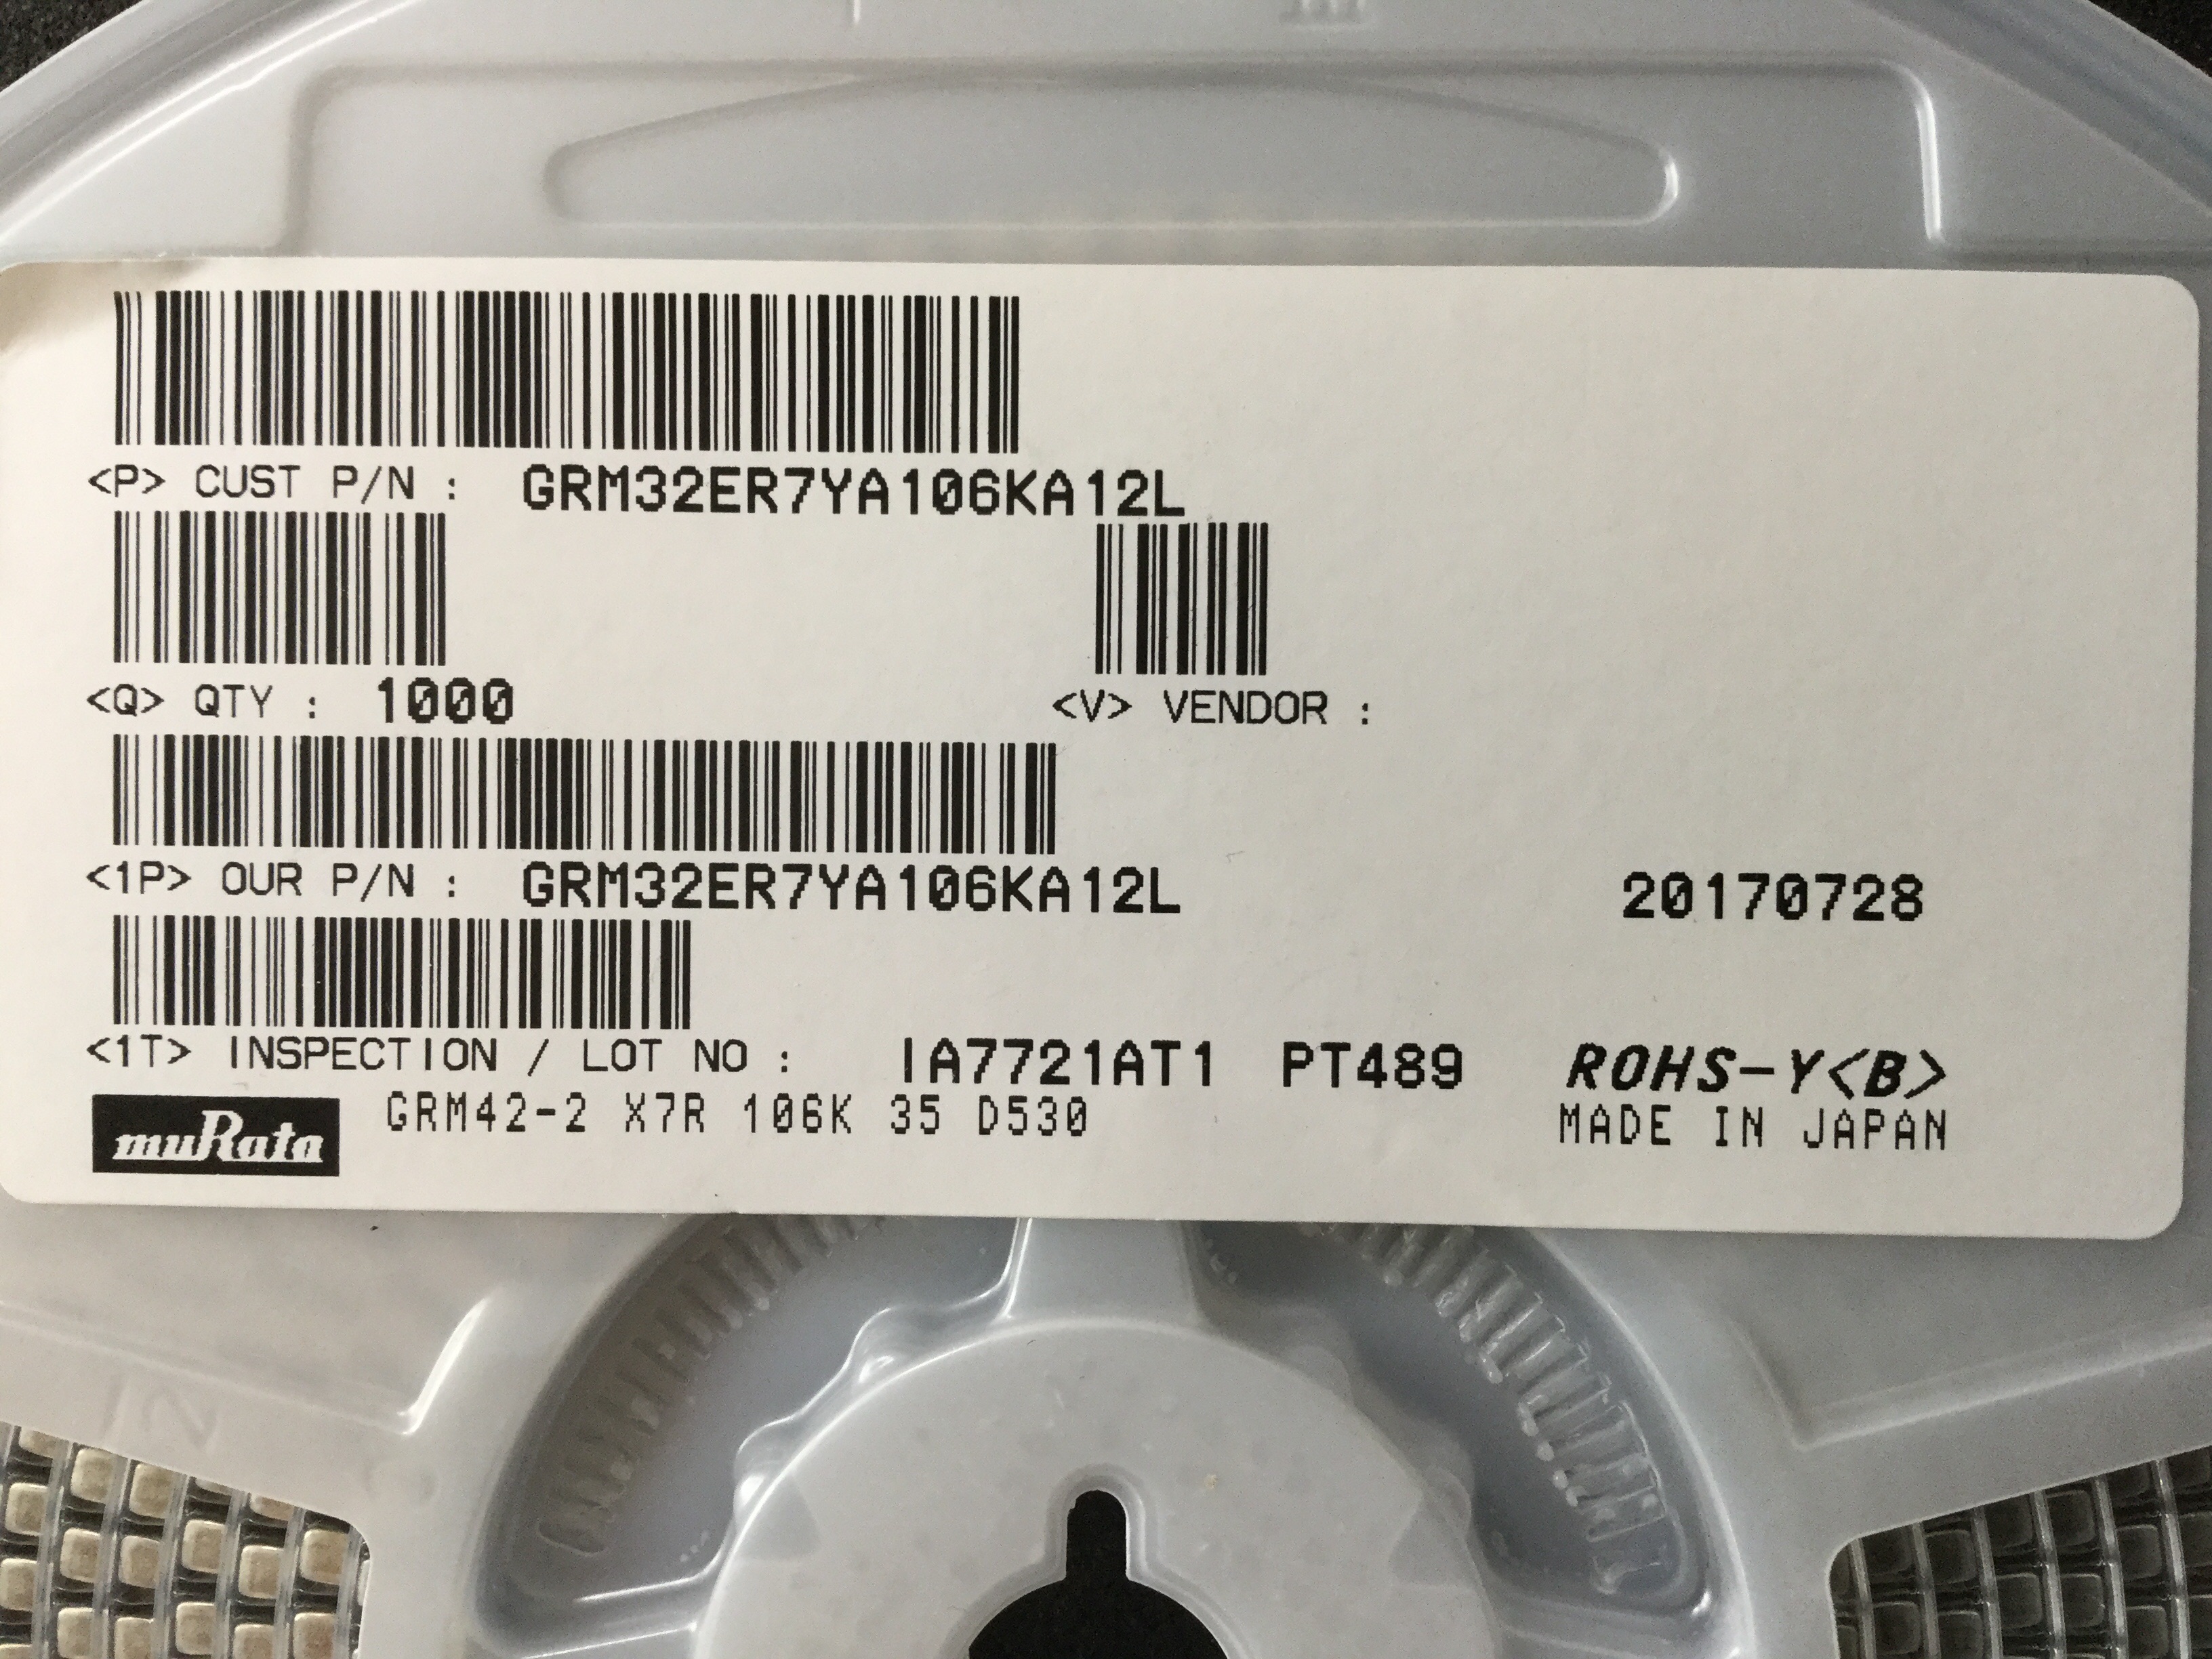 <P> CUST P/N : GRM32ER7YA106KA12L
<Q> QTY : 1000
<V> VENDOR :
<1P> OUR P/N : GRM32ER7YA106KA12L
20170728
<1T> INSPECTION / LOT NO : IA7721AT1 PT489
ROHS-Y<B>
muRata
GRM42-2 X7R 106K 35 D530
MADE IN JAPAN
12